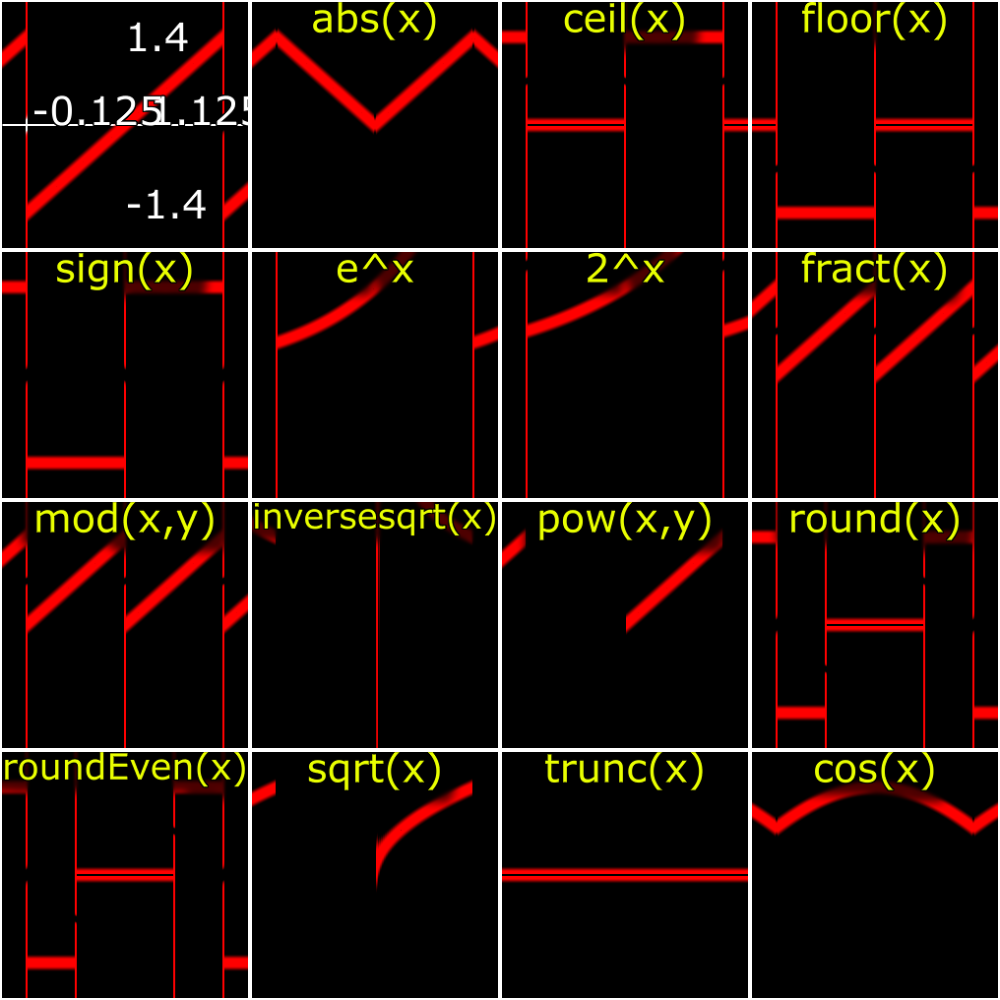 1.4
-0.125
1.125
-1.4
abs(x)
ceil(x)
floor(x)
sign(x)
e^x
2^x
fract(x)
mod(x,y)
inversesqrt(x)
pow(x,y)
round(x)
roundEven(x)
sqrt(x)
trunc(x)
cos(x)